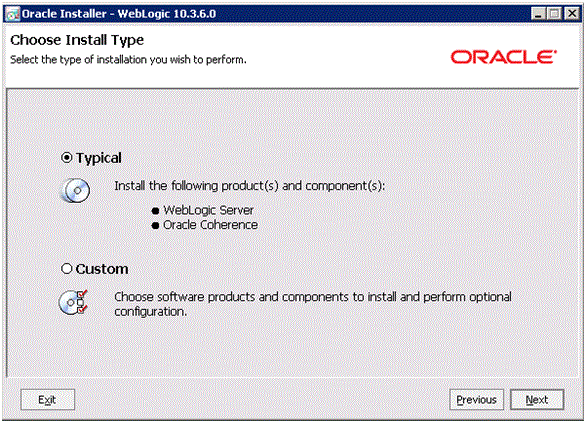 Oracle Installer - WebLogic 10.3.6.0
Choose Install Type
Select the type of installation you wish to perform.
ORACLE
Typical
Install the following product(s) and component(s):
WebLogic Server
Oracle Coherence
Custom
Choose software products and components to install and perform optional
configuration.
Exit
Previous
Next